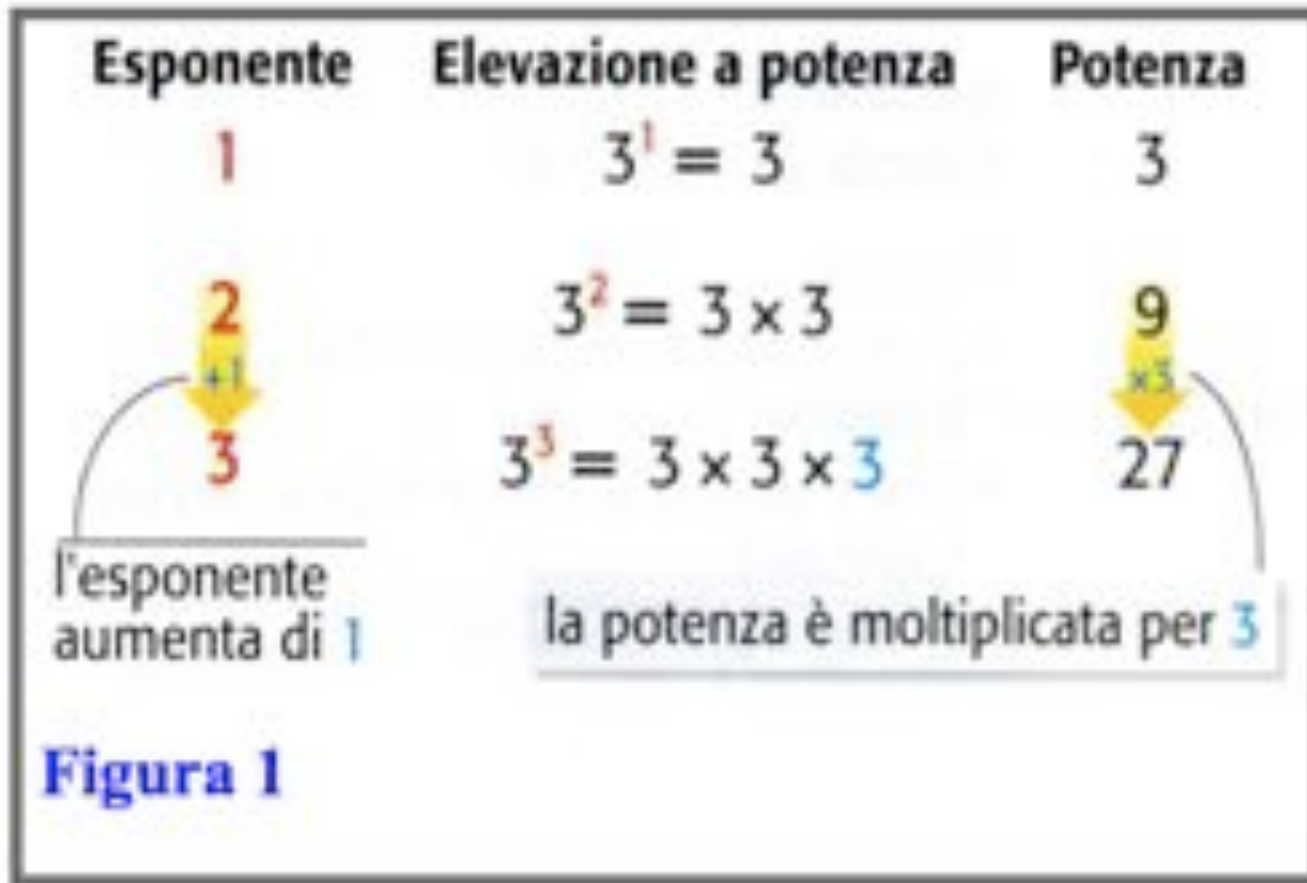 Esponente Elevazione a potenza Potenza
1 3¹ = 3 3
2 3² = 3 × 3 9
+1 ×3
3 3³ = 3 × 3 × 3 27
l'esponente
aumenta di 1
la potenza è moltiplicata per 3
Figura 1